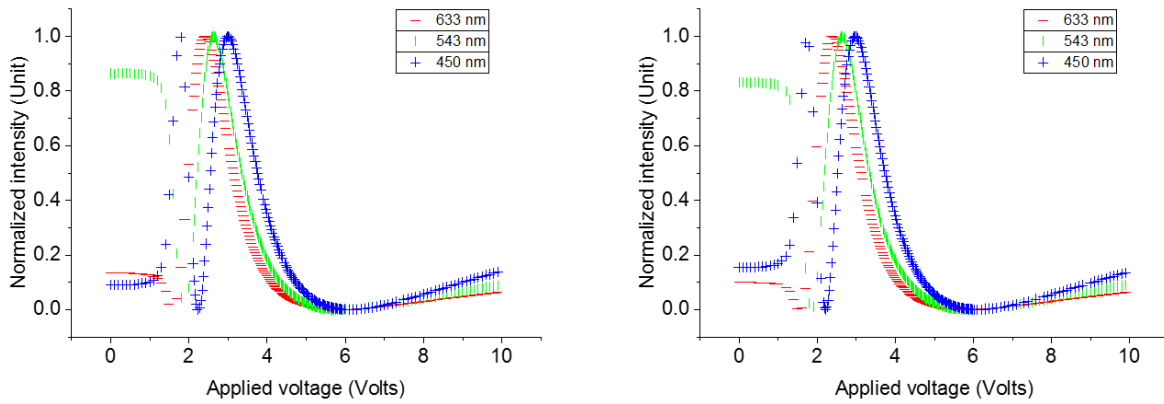 633 nm
543 nm
450 nm
1.0
0.8
0.6
0.4
0.2
0.0
Normalized intensity (Unit)
0 2 4 6 8 10
Applied voltage (Volts)
633 nm
543 nm
450 nm
1.0
0.8
0.6
0.4
0.2
0.0
Normalized intensity (Unit)
0 2 4 6 8 10
Applied voltage (Volts)